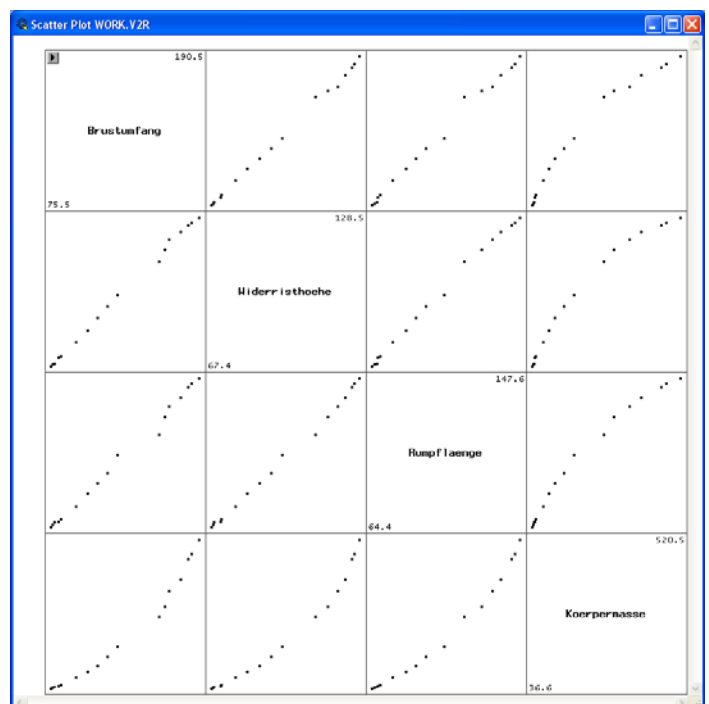 Scatter Plot WORK.V2R
190.5
Brustumfang
75.5
128.5
Widerristhoehe
67.4
147.6
Rumpflaenge
64.4
520.5
Koerpermasse
36.6